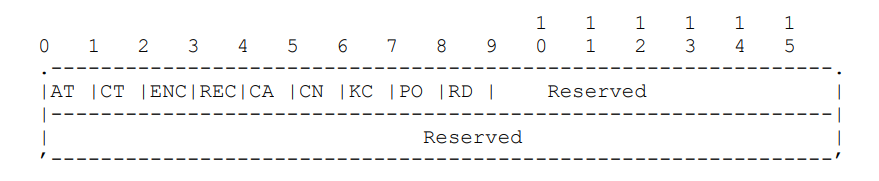 1   1   1   1   1   1
0   1   2   3   4   5   6   7   8   9   0   1   2   3   4   5
.---------------------------------------------------------------.
|AT |CT |ENC|REC|CA |CN |KC |PO |RD |    Reserved               |
|---------------------------------------------------------------|
|                              Reserved                         |
'---------------------------------------------------------------'